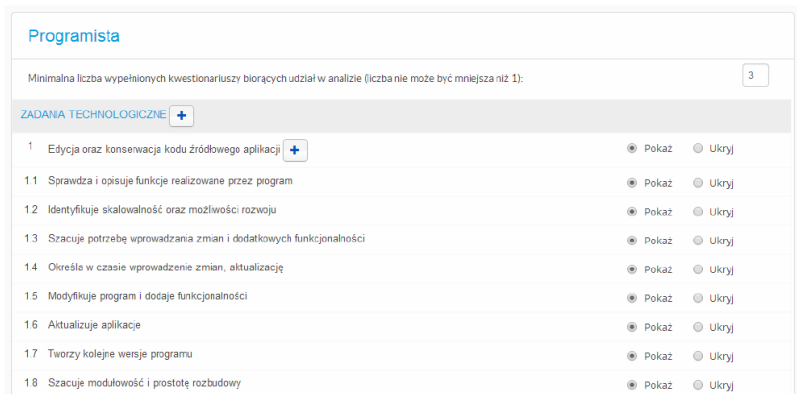 Programista
Minimalna liczba wypełnionych kwestionariuszy biorących udział w analizie (liczba nie może być mniejsza niż 1): 3
ZADANIA TECHNOLOGICZNE +
1 Edycja oraz konserwacja kodu źródłowego aplikacji + Pokaż Ukryj
1.1 Sprawdza i opisuje funkcje realizowane przez program Pokaż Ukryj
1.2 Identyfikuje skalowalność oraz możliwości rozwoju Pokaż Ukryj
1.3 Szacuje potrzebę wprowadzania zmian i dodatkowych funkcjonalności Pokaż Ukryj
1.4 Określa w czasie wprowadzenie zmian, aktualizację Pokaż Ukryj
1.5 Modyfikuje program i dodaje funkcjonalności Pokaż Ukryj
1.6 Aktualizuje aplikacje Pokaż Ukryj
1.7 Tworzy kolejne wersje programu Pokaż Ukryj
1.8 Szacuje modułowość i prostotę rozbudowy Pokaż Ukryj